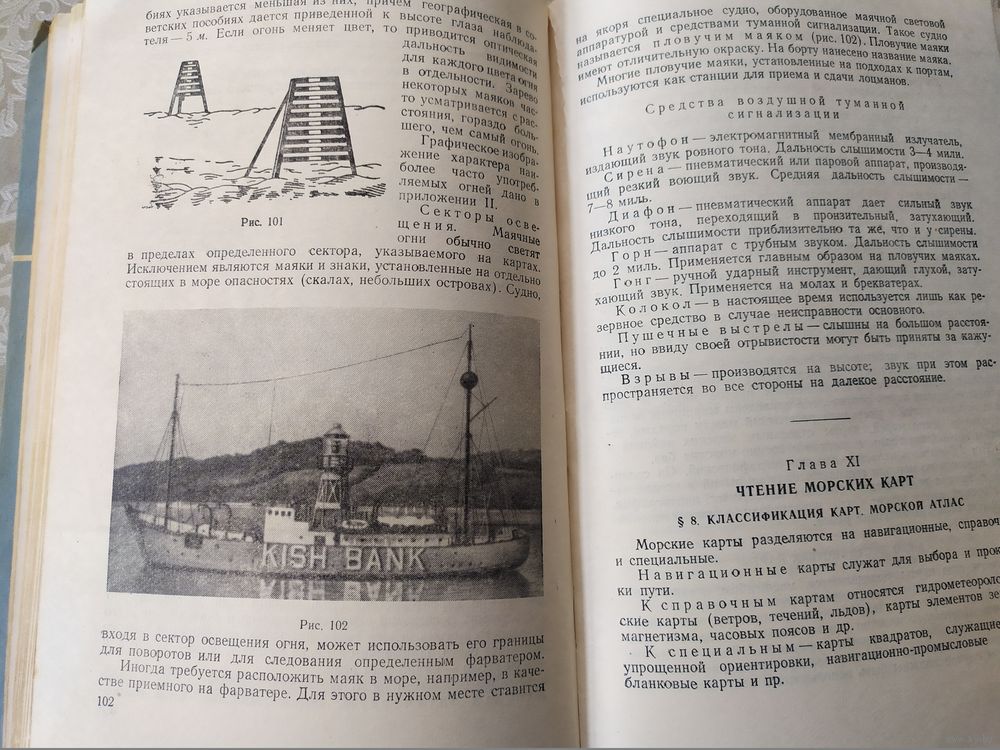 биях указывается меньшая из них, причем географическая в со-
ветских пособиях дается приведенной к высоте глаза наблюда-
теля — 5 м. Если огонь меняет цвет, то приводится оптическая
дальность видимости
для каждого цвета огня
в отдельности. Зарево
некоторых маяков час-
то усматривается с рас-
стояния, гораздо боль-
шего, чем самый огонь.
Графическое изобра-
жение характера наи-
более часто употреб-
ляемых огней дано в
приложении II.
Секторы осве-
щения. Маячные
огни обычно светят
Рис. 101
в пределах определенного сектора, указываемого на картах.
Исключением являются маяки и знаки, установленные на отдельно
стоящих в море опасностях (скалах, небольших островах). Судно,
KISH BANK
Рис. 102
входя в сектор освещения огня, может использовать его границы
для поворотов или для следования определенным фарватером.
Иногда требуется расположить маяк в море, например, в каче-
стве приемного на фарватере. Для этого в нужном месте ставится
102
на якоря специальное судно, оборудованное маячной световой
аппаратурой и средствами туманной сигнализации. Такое судно
называется пловучим маяком (рис. 102). Пловучие маяки
имеют отличительную окраску. На борту нанесено название маяка.
Многие пловучие маяки, установленные на подходах к портам,
используются как станции для приема и сдачи лоцманов.
Средства воздушной туманной
сигнализации
Наутофон — электромагнитный мембранный излучатель,
издающий звук ровного тона. Дальность слышимости 3—4 мили.
Сирена — пневматический или паровой аппарат, производя-
щий резкий воющий звук. Средняя дальность слышимости —
7—8 миль.
Диафон — пневматический аппарат дает сильный звук
низкого тона, переходящий в пронзительный, затухающий.
Дальность слышимости приблизительно та же, что и у сирены.
Горн — аппарат с трубным звуком. Дальность слышимости
до 2 миль. Применяется главным образом на пловучих маяках.
Гонг — ручной ударный инструмент, дающий глухой, зату-
хающий звук. Применяется на молах и брекватерах.
Колокол — в настоящее время используется лишь как ре-
зервное средство в случае неисправности основного.
Пушечные выстрелы — слышны на большом расстоя-
нии, но ввиду своей отрывистости могут быть приняты за кажу-
щиеся.
Взрывы — производятся на высоте; звук при этом рас-
пространяется во все стороны на далекое расстояние.
Глава XI
ЧТЕНИЕ МОРСКИХ КАРТ
§ 8. КЛАССИФИКАЦИЯ КАРТ. МОРСКОЙ АТЛАС
Морские карты разделяются на навигационные, справоч
и специальные.
Навигационные карты служат для выбора и прок
ки пути.
К справочным картам относятся гидрометеороло
ские карты (ветров, течений, льдов), карты элементов зе
магнетизма, часовых поясов и др.
К специальным — карты квадратов, служащие
упрощенной ориентировки, навигационно-промысловые
бланковые карты и пр.